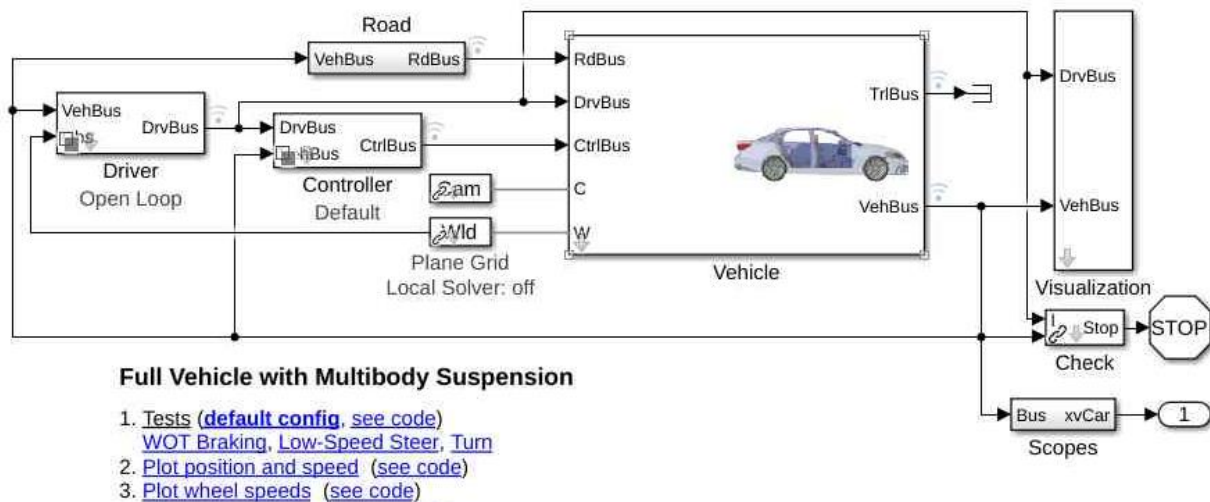 Road
VehBus RdBus
RdBus
DrvBus
CtrlBus
C
W
TrlBus
VehBus
Vehicle
VehBus
DrvBus
Driver
Open Loop
DrvBus
CtrlBus
Controller
Default
Cam
Wld
Plane Grid
Local Solver: off
DrvBus
VehBus
Visualization
Stop
Check
STOP
Bus xvCar
Scopes
1
Full Vehicle with Multibody Suspension
1. Tests (default config, see code)
WOT Braking, Low-Speed Steer, Turn
2. Plot position and speed (see code)
3. Plot wheel speeds (see code)